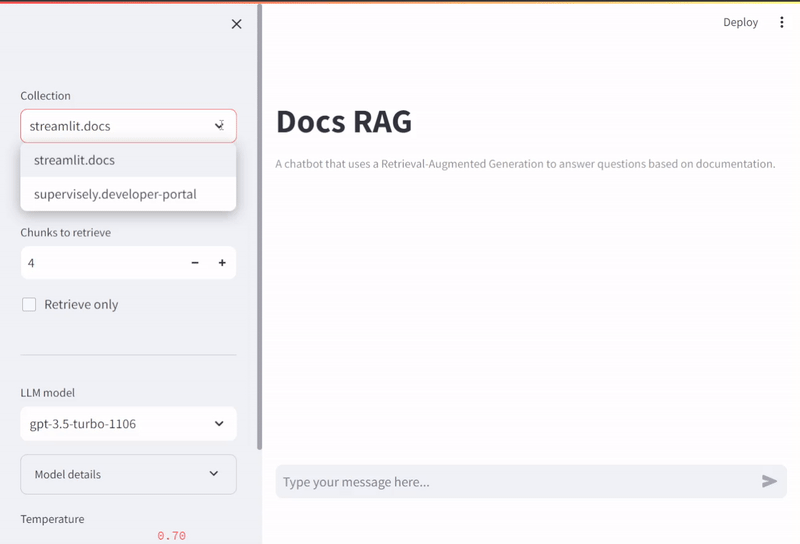 Deploy
Collection
streamlit.docs
streamlit.docs
supervisely.developer-portal
Chunks to retrieve
4
Retrieve only
LLM model
gpt-3.5-turbo-1106
Model details
Temperature
0.70
Docs RAG
A chatbot that uses a Retrieval-Augmented Generation to answer questions based on documentation.
Type your message here...